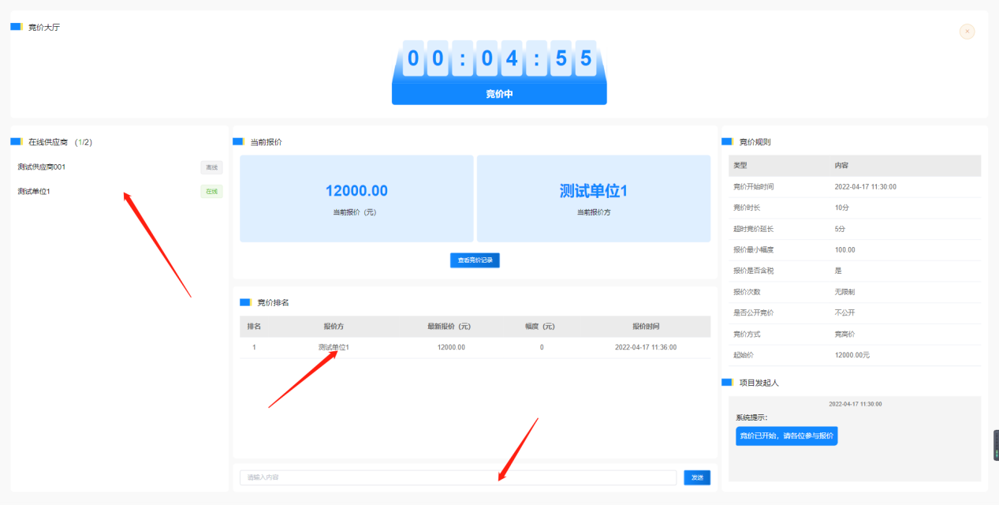 竞价大厅
00:04:55
竞价中
在线供应商 (1/2)
测试供应商001 离线
测试单位1 在线
当前报价
12000.00
当前报价（元）
测试单位1
当前报价方
查看竞价记录
竞价排名
排名 报价方 最新报价（元） 幅度（元） 报价时间
1 测试单位1 12000.00 0 2022-04-17 11:36:00
请输入内容 发送
竞价规则
类型 内容
竞价开始时间 2022-04-17 11:30:00
竞价时长 10分
超时竞价延长 5分
报价最小幅度 100.00
报价是否含税 是
报价次数 无限制
是否公开竞价 不公开
竞价方式 竞高价
起始价 12000.00元
项目发起人
2022-04-17 11:30:00
系统提示：
竞价已开始，请各位参与报价